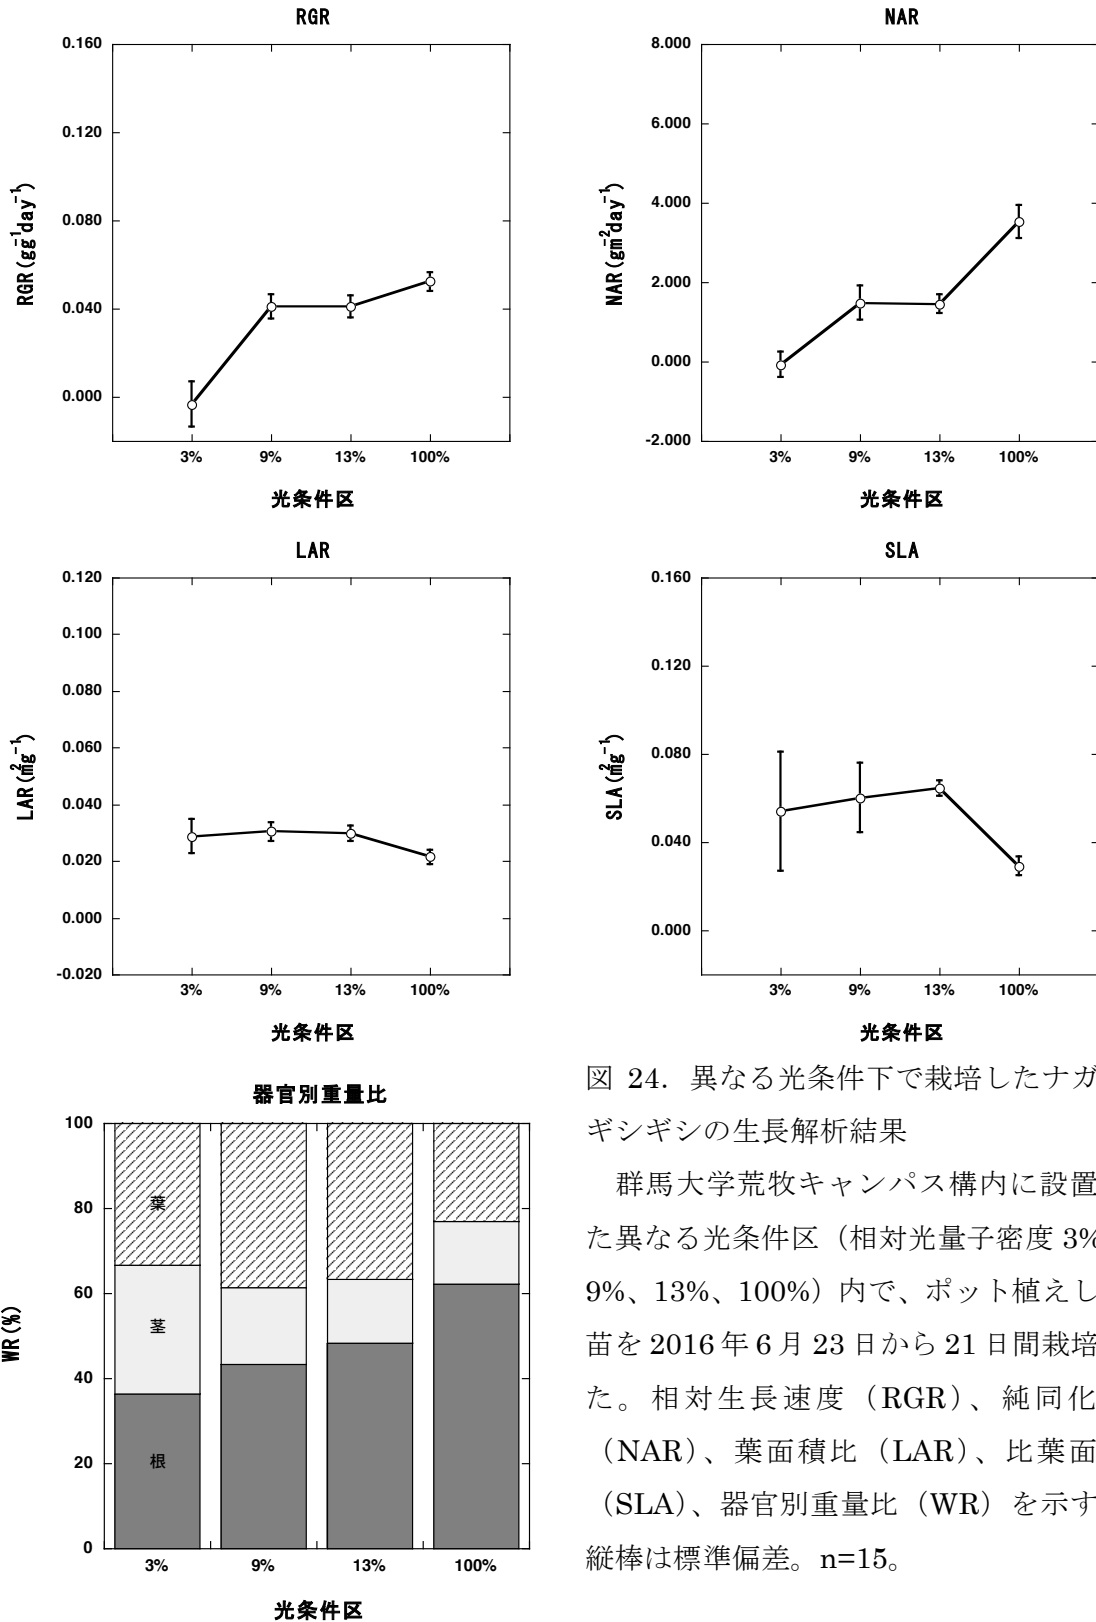 RGR
0.160
0.120
0.080
0.040
0.000
RGR(gg⁻¹day⁻¹)
3% 9% 13% 100%
光条件区
NAR
8.000
6.000
4.000
2.000
0.000
-2.000
NAR(gm⁻²day⁻¹)
3% 9% 13% 100%
光条件区
LAR
0.120
0.100
0.080
0.060
0.040
0.020
0.000
-0.020
LAR(m²g⁻¹)
3% 9% 13% 100%
光条件区
SLA
0.160
0.120
0.080
0.040
0.000
SLA(m²g⁻¹)
3% 9% 13% 100%
光条件区
器官別重量比
100
80
60
40
20
0
WR(%)
葉
茎
根
3% 9% 13% 100%
光条件区
図 24. 異なる光条件下で栽培したナガ
ギシギシの生長解析結果
群馬大学荒牧キャンパス構内に設置
た異なる光条件区（相対光量子密度 3%
9%、13%、100%）内で、ポット植えし
苗を 2016 年 6 月 23 日から 21 日間栽培
た。相対生長速度（RGR）、純同化
（NAR）、葉面積比（LAR）、比葉面
（SLA）、器官別重量比（WR）を示す
縦棒は標準偏差。n=15。